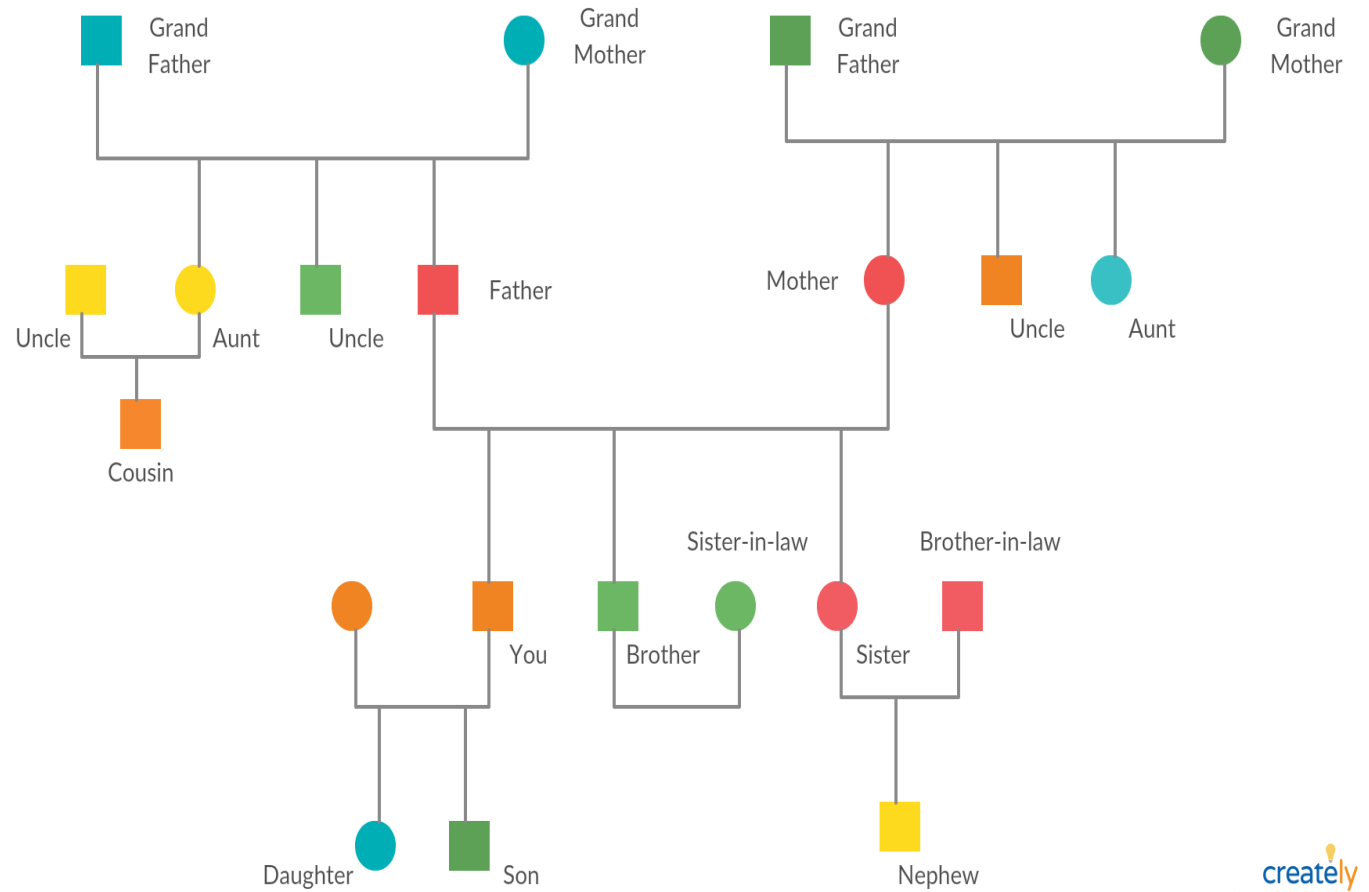 Grand
Father
Grand
Mother
Grand
Father
Grand
Mother
Uncle
Aunt
Uncle
Father
Mother
Uncle
Aunt
Cousin
Sister-in-law
Brother-in-law
You
Brother
Sister
Daughter
Son
Nephew
creately